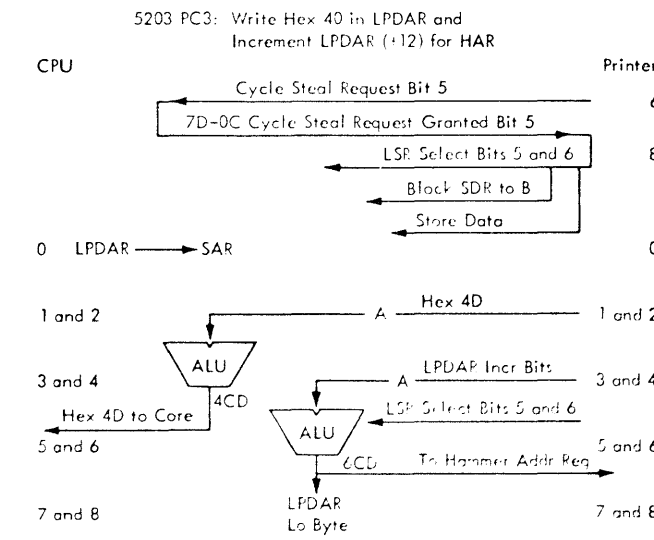 5203 PC3: Write Hex 40 in LPDAR and
Increment LPDAR (+12) for HAR
CPU
Printer
Cycle Steal Request Bit 5
6
7D-0C Cycle Steal Request Granted Bit 5
LSR Select Bits 5 and 6
8
Block SDR to B
Store Data
0 LPDAR SAR
0
1 and 2
A
Hex 4D
1 and 2
ALU
LPDAR Incr Bits
3 and 4
A
3 and 4
4CD
Hex 4D to Core
LSR Select Bits 5 and 6
ALU
5 and 6
5 and 6
6CD
To Hammer Addr Reg
LPDAR
Lo Byte
7 and 8
7 and 8